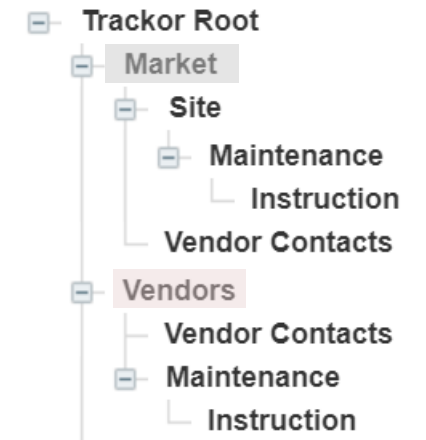 Trackor Root
Market
Site
Maintenance
Instruction
Vendor Contacts
Vendors
Vendor Contacts
Maintenance
Instruction